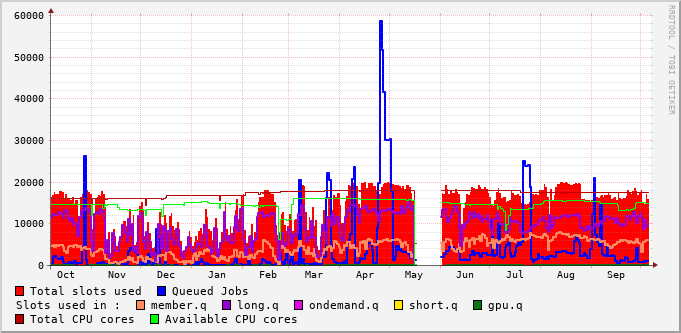 60000
50000
40000
30000
20000
10000
0
Oct Nov Dec Jan Feb Mar Apr May Jun Jul Aug Sep
RRDTOOL / TOBI OETIKER
Total slots used Queued Jobs
Slots used in : member.q long.q ondemand.q short.q gpu.q
Total CPU cores Available CPU cores